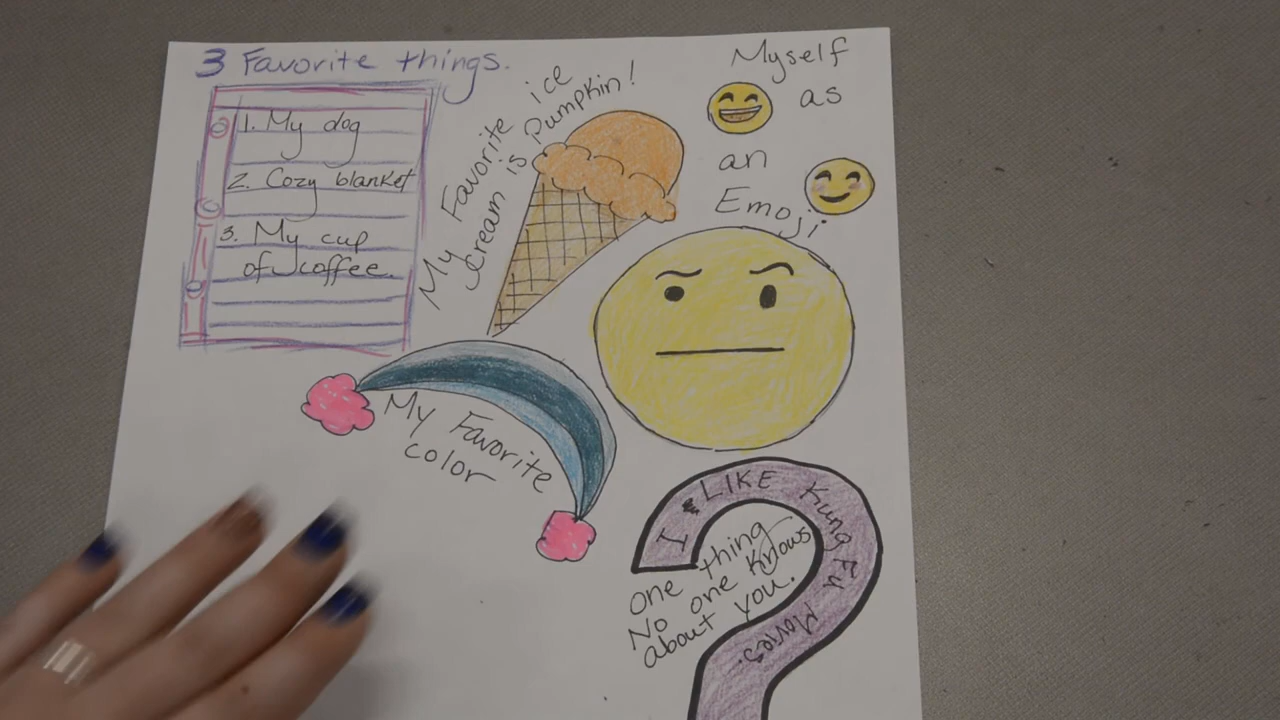 3 Favorite things.
1. My dog
2. Cozy blanket
3. My cup
of coffee.
My Favorite ice
cream is pumpkin!
Myself
as
an
Emoji
My Favorite
color
I LIKE Kung Fu Movies.
one thing
No one knows
about you.